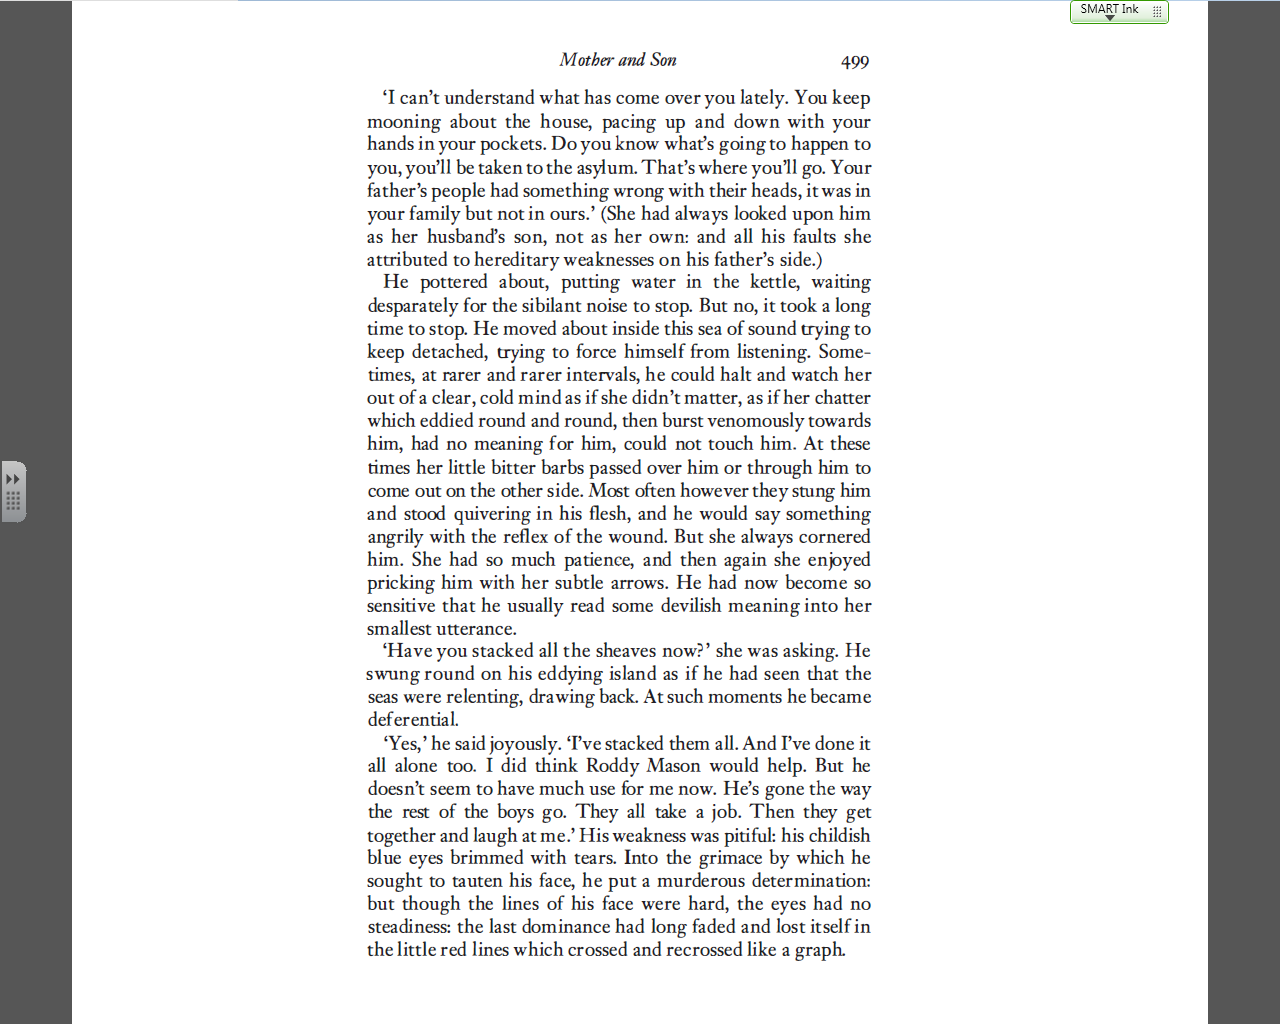 SMART Ink
Mother and Son 499
‘I can’t understand what has come over you lately. You keep
mooning about the house, pacing up and down with your
hands in your pockets. Do you know what’s going to happen to
you, you’ll be taken to the asylum. That’s where you’ll go. Your
father’s people had something wrong with their heads, it was in
your family but not in ours.’ (She had always looked upon him
as her husband’s son, not as her own: and all his faults she
attributed to hereditary weaknesses on his father’s side.)
He pottered about, putting water in the kettle, waiting
desparately for the sibilant noise to stop. But no, it took a long
time to stop. He moved about inside this sea of sound trying to
keep detached, trying to force himself from listening. Some-
times, at rarer and rarer intervals, he could halt and watch her
out of a clear, cold mind as if she didn’t matter, as if her chatter
which eddied round and round, then burst venomously towards
him, had no meaning for him, could not touch him. At these
times her little bitter barbs passed over him or through him to
come out on the other side. Most often however they stung him
and stood quivering in his flesh, and he would say something
angrily with the reflex of the wound. But she always cornered
him. She had so much patience, and then again she enjoyed
pricking him with her subtle arrows. He had now become so
sensitive that he usually read some devilish meaning into her
smallest utterance.
‘Have you stacked all the sheaves now?’ she was asking. He
swung round on his eddying island as if he had seen that the
seas were relenting, drawing back. At such moments he became
deferential.
‘Yes,’ he said joyously. ‘I’ve stacked them all. And I’ve done it
all alone too. I did think Roddy Mason would help. But he
doesn’t seem to have much use for me now. He’s gone the way
the rest of the boys go. They all take a job. Then they get
together and laugh at me.’ His weakness was pitiful: his childish
blue eyes brimmed with tears. Into the grimace by which he
sought to tauten his face, he put a murderous determination:
but though the lines of his face were hard, the eyes had no
steadiness: the last dominance had long faded and lost itself in
the little red lines which crossed and recrossed like a graph.